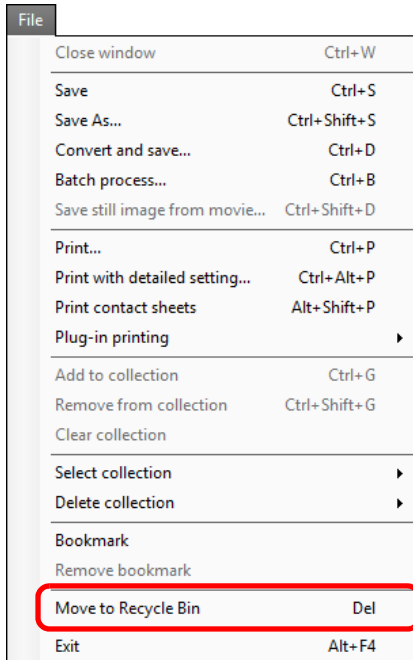 File
Close window Ctrl+W
Save Ctrl+S
Save As... Ctrl+Shift+S
Convert and save... Ctrl+D
Batch process... Ctrl+B
Save still image from movie... Ctrl+Shift+D
Print... Ctrl+P
Print with detailed setting... Ctrl+Alt+P
Print contact sheets Alt+Shift+P
Plug-in printing
Add to collection Ctrl+G
Remove from collection Ctrl+Shift+G
Clear collection
Select collection
Delete collection
Bookmark
Remove bookmark
Move to Recycle Bin Del
Exit Alt+F4